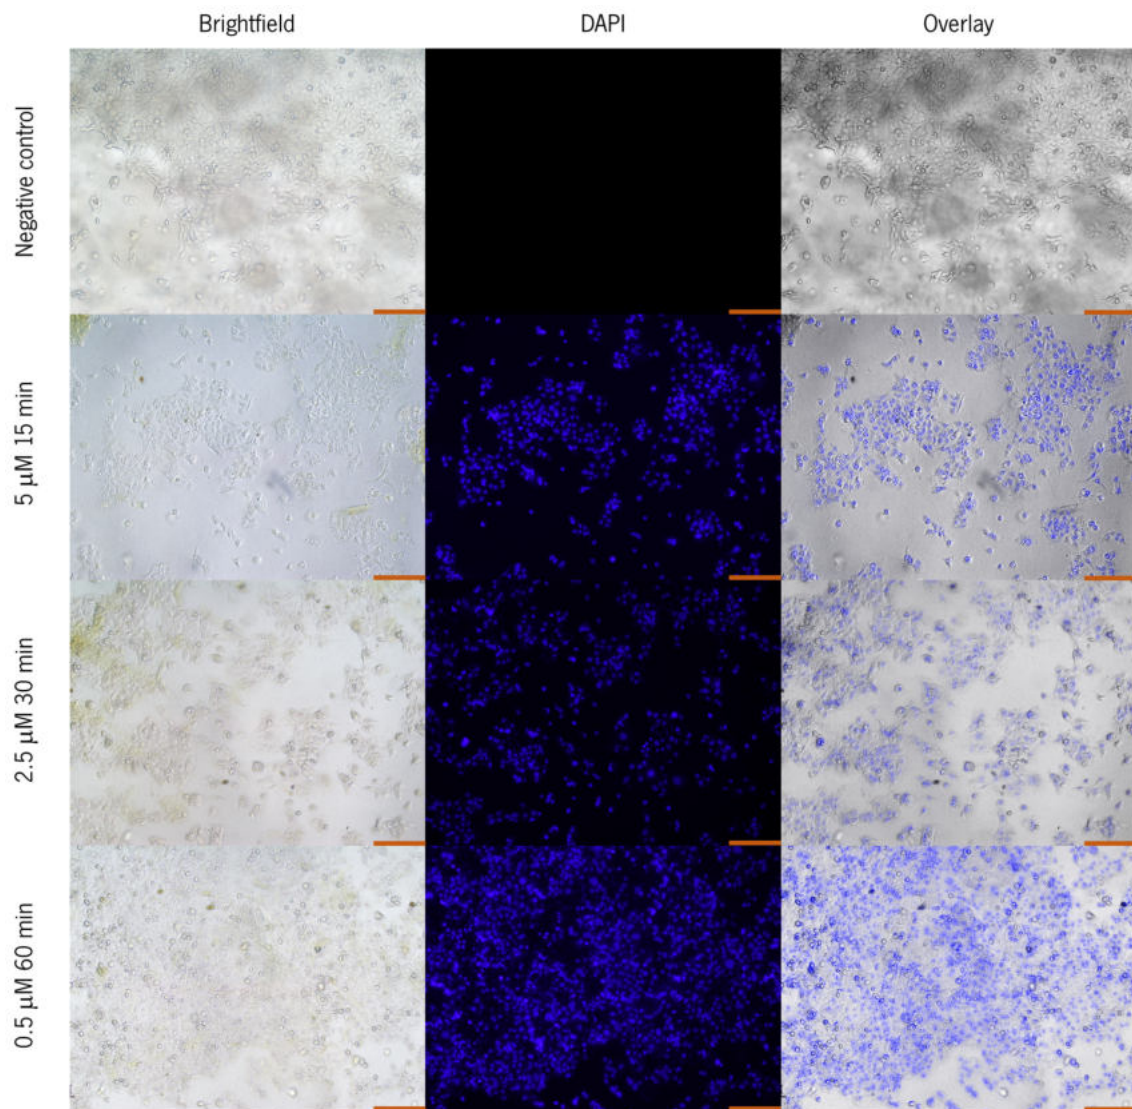 Brightfield
DAPI
Overlay
Negative control
5 µM 15 min
2.5 µM 30 min
0.5 µM 60 min